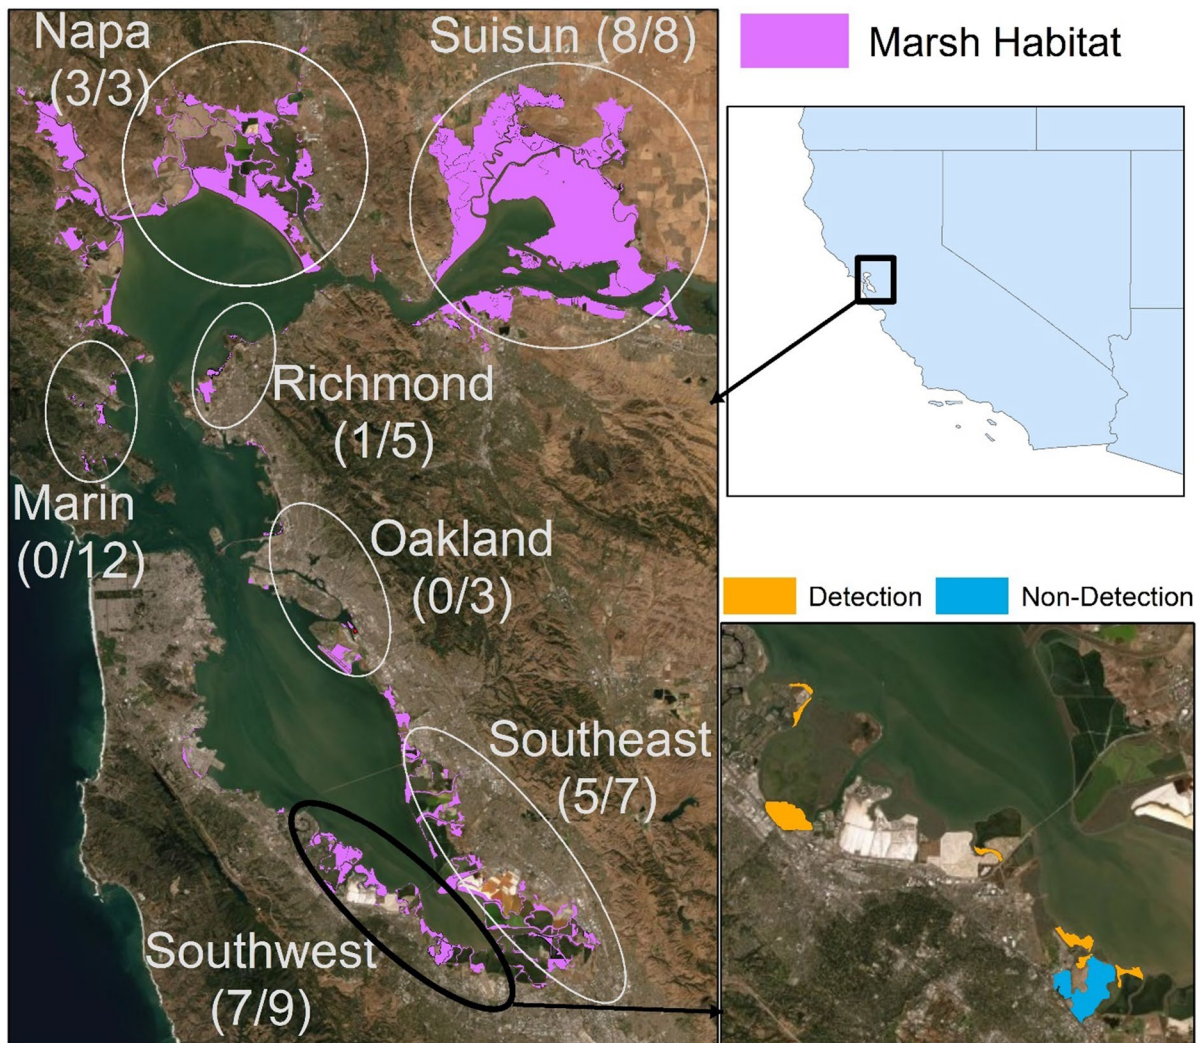 Napa
(3/3)
Suisun (8/8)
Marsh Habitat
Richmond
(1/5)
Marin
(0/12)
Oakland
(0/3)
Detection
Non-Detection
Southeast
(5/7)
Southwest
(7/9)